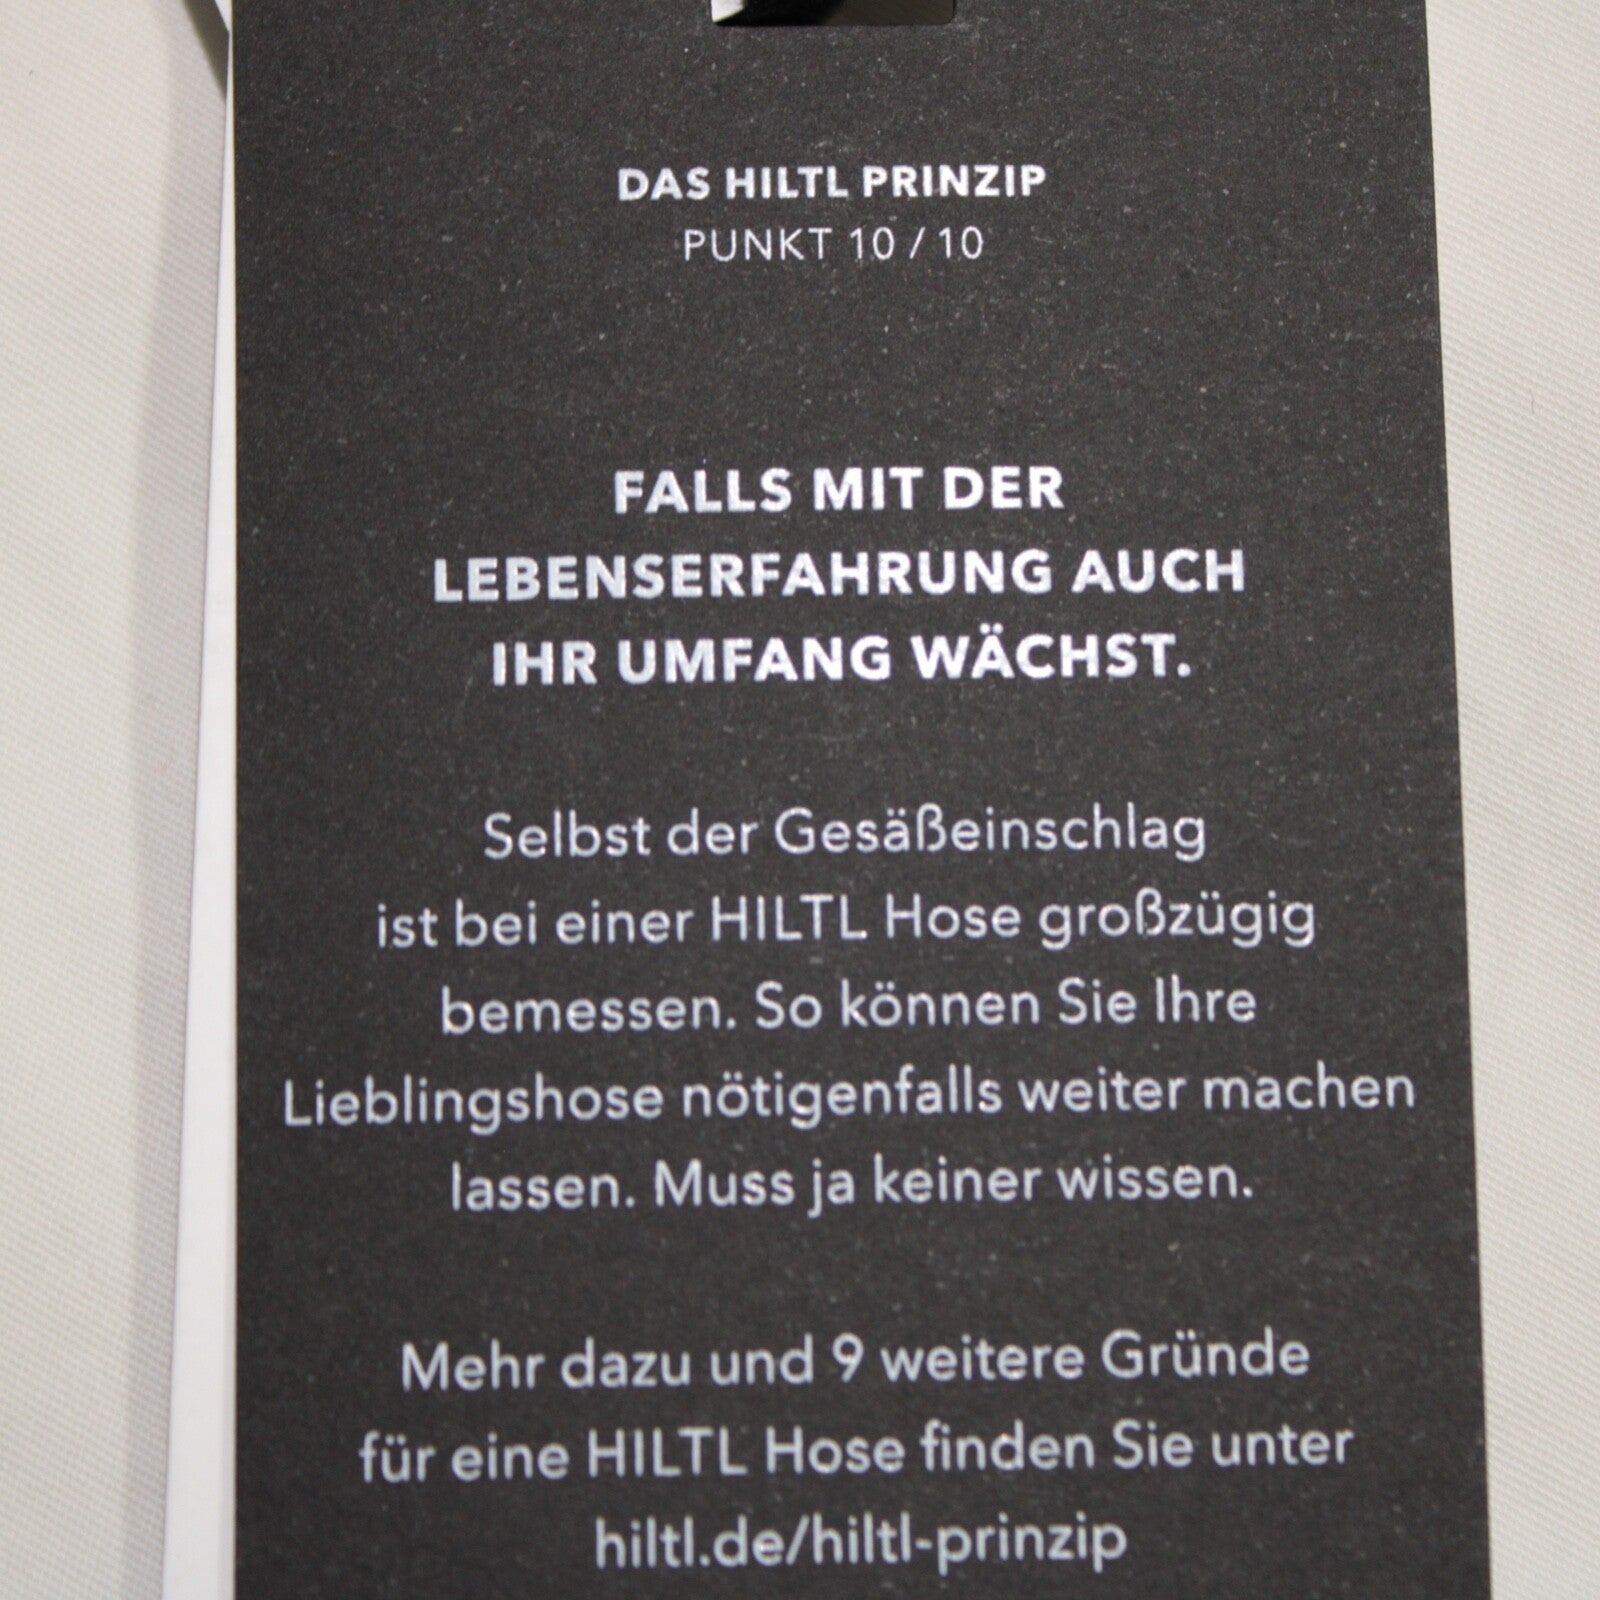 DAS HILTL PRINZIP
PUNKT 10 / 10
FALLS MIT DER
LEBENSERFAHRUNG AUCH
IHR UMFANG WÄCHST.
Selbst der Gesäßeinschlag
ist bei einer HILTL Hose großzügig
bemessen. So können Sie Ihre
Lieblingshose nötigenfalls weiter machen
lassen. Muss ja keiner wissen.
Mehr dazu und 9 weitere Gründe
für eine HILTL Hose finden Sie unter
hiltl.de/hiltl-prinzip